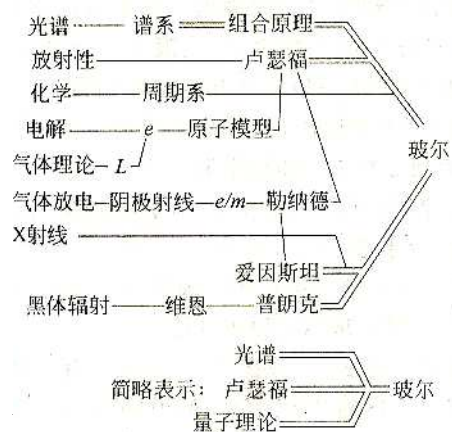 光谱 谱系 组合原理
放射性 卢瑟福
化学 周期系
电解 e 原子模型
玻尔
气体理论 L
气体放电 阴极射线 e/m 勒纳德
X射线
爱因斯坦
黑体辐射 维恩 普朗克
光谱
简略表示: 卢瑟福 玻尔
量子理论